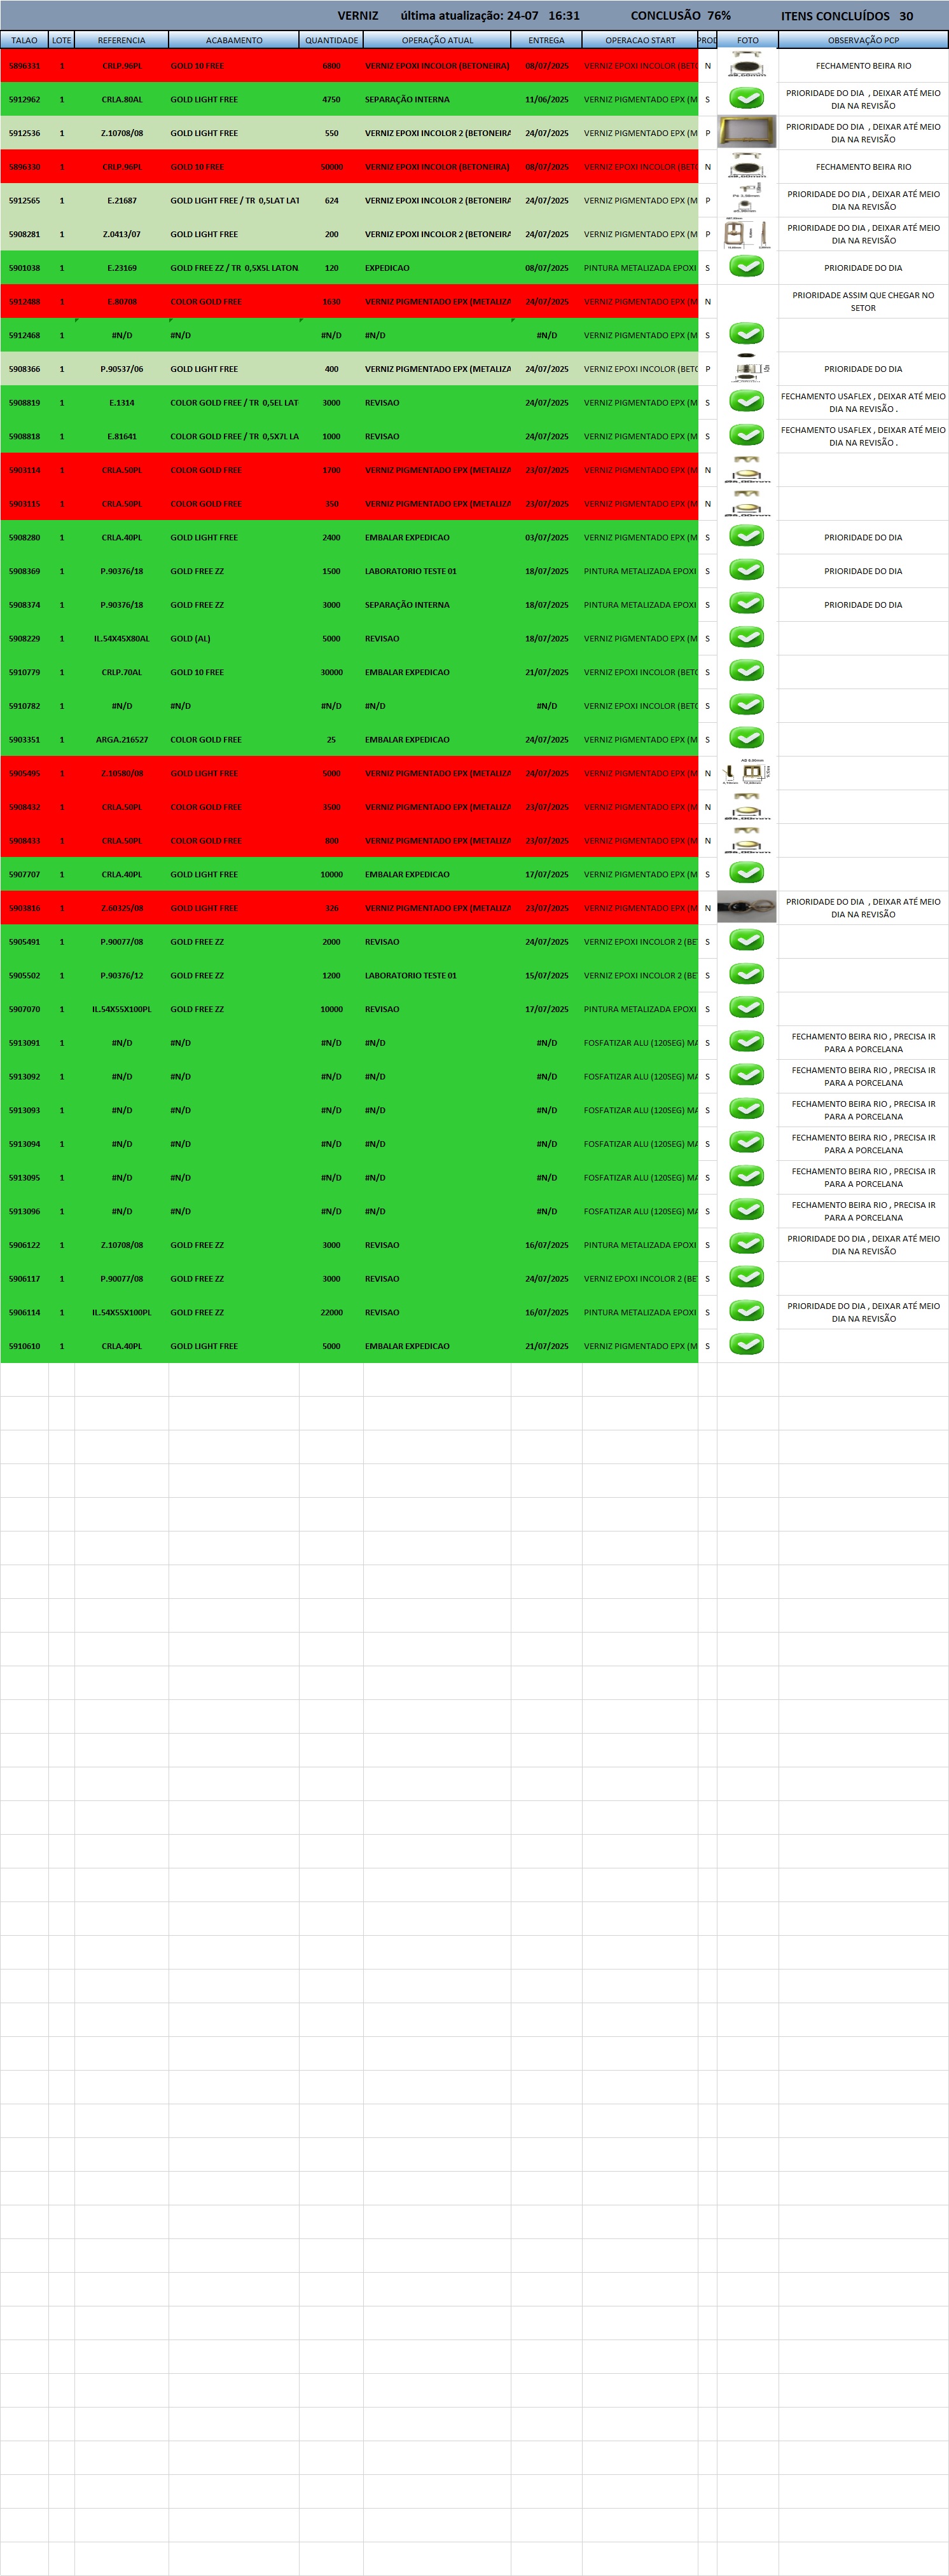 VERNIZ última atualização: 24-07 16:31 CONCLUSÃO 76% ITENS CONCLUÍDOS 30
TALAO LOTE REFERENCIA ACABAMENTO QUANTIDADE OPERAÇÃO ATUAL ENTREGA OPERACAO START PROD FOTO OBSERVAÇÃO PCP
5896331 1 CRLP.96PL GOLD 10 FREE 6800 VERNIZ EPOXI INCOLOR (BETONEIRA) 08/07/2025 VERNIZ EPOXI INCOLOR (BETO N FECHAMENTO BEIRA RIO
5912962 1 CRLA.80AL GOLD LIGHT FREE 4750 SEPARAÇÃO INTERNA 11/06/2025 VERNIZ PIGMENTADO EPX (M S PRIORIDADE DO DIA , DEIXAR ATÉ MEIO DIA NA REVISÃO
5912536 1 Z.10708/08 GOLD LIGHT FREE 550 VERNIZ EPOXI INCOLOR 2 (BETONEIRA 24/07/2025 VERNIZ PIGMENTADO EPX (M P PRIORIDADE DO DIA , DEIXAR ATÉ MEIO DIA NA REVISÃO
5896330 1 CRLP.96PL GOLD 10 FREE 50000 VERNIZ EPOXI INCOLOR (BETONEIRA) 08/07/2025 VERNIZ EPOXI INCOLOR (BETO N FECHAMENTO BEIRA RIO
5912565 1 E.21687 GOLD LIGHT FREE / TR 0,5LAT LAT 624 VERNIZ EPOXI INCOLOR 2 (BETONEIRA 24/07/2025 VERNIZ PIGMENTADO EPX (M P PRIORIDADE DO DIA , DEIXAR ATÉ MEIO DIA NA REVISÃO
5908281 1 Z.0413/07 GOLD LIGHT FREE 200 VERNIZ EPOXI INCOLOR 2 (BETONEIRA 24/07/2025 VERNIZ PIGMENTADO EPX (M P PRIORIDADE DO DIA , DEIXAR ATÉ MEIO DIA NA REVISÃO
5901038 1 E.23169 GOLD FREE ZZ / TR 0,5X5L LATON 120 EXPEDICAO 08/07/2025 PINTURA METALIZADA EPOXI S PRIORIDADE DO DIA
5912488 1 E.80708 COLOR GOLD FREE 1630 VERNIZ PIGMENTADO EPX (METALIZA 24/07/2025 VERNIZ PIGMENTADO EPX (M N PRIORIDADE ASSIM QUE CHEGAR NO SETOR
5912468 1 #N/D #N/D #N/D #N/D #N/D VERNIZ PIGMENTADO EPX (M S
5908366 1 P.90537/06 GOLD LIGHT FREE 400 VERNIZ PIGMENTADO EPX (METALIZA 24/07/2025 VERNIZ EPOXI INCOLOR (BETO P PRIORIDADE DO DIA
5908819 1 E.1314 COLOR GOLD FREE / TR 0,5EL LAT 3000 REVISAO 24/07/2025 VERNIZ PIGMENTADO EPX (M S FECHAMENTO USAFLEX , DEIXAR ATÉ MEIO DIA NA REVISÃO .
5908818 1 E.81641 COLOR GOLD FREE / TR 0,5X7L LA 1000 REVISAO 24/07/2025 VERNIZ PIGMENTADO EPX (M S FECHAMENTO USAFLEX , DEIXAR ATÉ MEIO DIA NA REVISÃO .
5903114 1 CRLA.50PL COLOR GOLD FREE 1700 VERNIZ PIGMENTADO EPX (METALIZA 23/07/2025 VERNIZ PIGMENTADO EPX (M N
5903115 1 CRLA.50PL COLOR GOLD FREE 350 VERNIZ PIGMENTADO EPX (METALIZA 23/07/2025 VERNIZ PIGMENTADO EPX (M N
5908280 1 CRLA.40PL GOLD LIGHT FREE 2400 EMBALAR EXPEDICAO 03/07/2025 VERNIZ PIGMENTADO EPX (M S PRIORIDADE DO DIA
5908369 1 P.90376/18 GOLD FREE ZZ 1500 LABORATORIO TESTE 01 18/07/2025 PINTURA METALIZADA EPOXI S PRIORIDADE DO DIA
5908374 1 P.90376/18 GOLD FREE ZZ 3000 SEPARAÇÃO INTERNA 18/07/2025 PINTURA METALIZADA EPOXI S PRIORIDADE DO DIA
5908229 1 IL.54X45X80AL GOLD (AL) 5000 REVISAO 18/07/2025 VERNIZ PIGMENTADO EPX (M S
5910779 1 CRLP.70AL GOLD 10 FREE 30000 EMBALAR EXPEDICAO 21/07/2025 VERNIZ EPOXI INCOLOR (BETO S
5910782 1 #N/D #N/D #N/D #N/D #N/D VERNIZ EPOXI INCOLOR (BETO S
5903351 1 ARGA.216527 COLOR GOLD FREE 25 EMBALAR EXPEDICAO 24/07/2025 VERNIZ PIGMENTADO EPX (M S
5905495 1 Z.10580/08 GOLD LIGHT FREE 5000 VERNIZ PIGMENTADO EPX (METALIZA 24/07/2025 VERNIZ PIGMENTADO EPX (M N
5908432 1 CRLA.50PL COLOR GOLD FREE 3500 VERNIZ PIGMENTADO EPX (METALIZA 23/07/2025 VERNIZ PIGMENTADO EPX (M N
5908433 1 CRLA.50PL COLOR GOLD FREE 800 VERNIZ PIGMENTADO EPX (METALIZA 23/07/2025 VERNIZ PIGMENTADO EPX (M N
5907707 1 CRLA.40PL GOLD LIGHT FREE 10000 EMBALAR EXPEDICAO 17/07/2025 VERNIZ PIGMENTADO EPX (M S
5903816 1 Z.60325/08 GOLD LIGHT FREE 326 VERNIZ PIGMENTADO EPX (METALIZA 23/07/2025 VERNIZ PIGMENTADO EPX (M N PRIORIDADE DO DIA , DEIXAR ATÉ MEIO DIA NA REVISÃO
5905491 1 P.90077/08 GOLD FREE ZZ 2000 REVISAO 24/07/2025 VERNIZ EPOXI INCOLOR 2 (BE S
5905502 1 P.90376/12 GOLD FREE ZZ 1200 LABORATORIO TESTE 01 15/07/2025 VERNIZ EPOXI INCOLOR 2 (BE S
5907070 1 IL.54X55X100PL GOLD FREE ZZ 10000 REVISAO 17/07/2025 PINTURA METALIZADA EPOXI S
5913091 1 #N/D #N/D #N/D #N/D #N/D FOSFATIZAR ALU (120SEG) MA S FECHAMENTO BEIRA RIO , PRECISA IR PARA A PORCELANA
5913092 1 #N/D #N/D #N/D #N/D #N/D FOSFATIZAR ALU (120SEG) MA S FECHAMENTO BEIRA RIO , PRECISA IR PARA A PORCELANA
5913093 1 #N/D #N/D #N/D #N/D #N/D FOSFATIZAR ALU (120SEG) MA S FECHAMENTO BEIRA RIO , PRECISA IR PARA A PORCELANA
5913094 1 #N/D #N/D #N/D #N/D #N/D FOSFATIZAR ALU (120SEG) MA S FECHAMENTO BEIRA RIO , PRECISA IR PARA A PORCELANA
5913095 1 #N/D #N/D #N/D #N/D #N/D FOSFATIZAR ALU (120SEG) MA S FECHAMENTO BEIRA RIO , PRECISA IR PARA A PORCELANA
5913096 1 #N/D #N/D #N/D #N/D #N/D FOSFATIZAR ALU (120SEG) MA S FECHAMENTO BEIRA RIO , PRECISA IR PARA A PORCELANA
5906122 1 Z.10708/08 GOLD FREE ZZ 3000 REVISAO 16/07/2025 PINTURA METALIZADA EPOXI S PRIORIDADE DO DIA , DEIXAR ATÉ MEIO DIA NA REVISÃO
5906117 1 P.90077/08 GOLD FREE ZZ 3000 REVISAO 24/07/2025 VERNIZ EPOXI INCOLOR 2 (BE S
5906114 1 IL.54X55X100PL GOLD FREE ZZ 22000 REVISAO 16/07/2025 PINTURA METALIZADA EPOXI S PRIORIDADE DO DIA , DEIXAR ATÉ MEIO DIA NA REVISÃO
5910610 1 CRLA.40PL GOLD LIGHT FREE 5000 EMBALAR EXPEDICAO 21/07/2025 VERNIZ PIGMENTADO EPX (M S